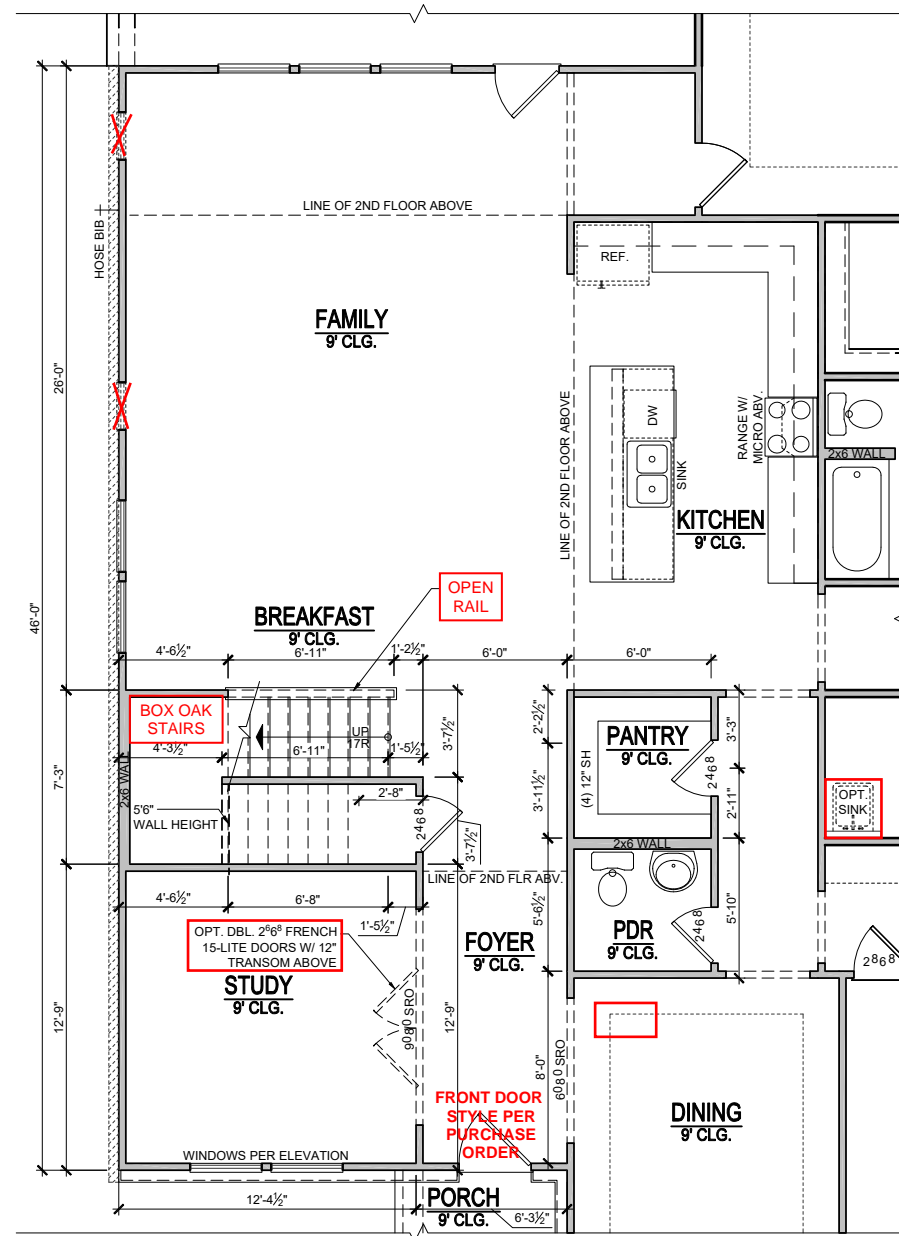 LINE OF 2ND FLOOR ABOVE
HOSE BIB
REF.
FAMILY
9' CLG.
26'-0"
46'-0"
LINE OF 2ND FLOOR ABOVE
DW
SINK
RANGE W/
MICRO ABV.
2x6 WALL
KITCHEN
9' CLG.
OPEN
RAIL
BREAKFAST
9' CLG.
4'-6½"
6'-11"
1'-2½"
6'-0"
6'-0"
BOX OAK
STAIRS
4'-3½"
6'-11"
1'-5½"
UP
17R
3'-7½"
2'-2½"
3'-3"
PANTRY
9' CLG.
(4) 12" SH
2468
3'-11½"
2'-11"
OPT.
SINK
7'-3"
2x6 WALL
5'6"
WALL HEIGHT
2'-8"
2468
3'-7½"
2x6 WALL
LINE OF 2ND FLR ABV.
4'-6½"
6'-8"
1'-5½"
5'-6½"
5'-10"
PDR
9' CLG.
2468
2868
OPT. DBL. 2⁶6⁸ FRENCH
15-LITE DOORS W/ 12"
TRANSOM ABOVE
FOYER
9' CLG.
STUDY
9' CLG.
9080 SRO
12'-9"
12'-9"
8'-0"
6080 SRO
FRONT DOOR
STYLE PER
PURCHASE
ORDER
DINING
9' CLG.
WINDOWS PER ELEVATION
12'-4½"
PORCH
9' CLG.
6'-3½"